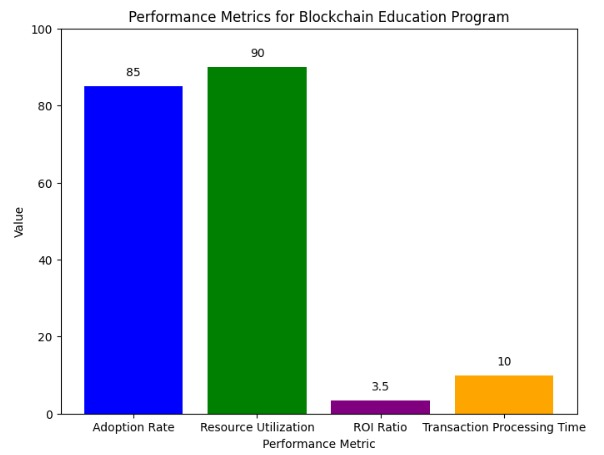 Performance Metrics for Blockchain Education Program
100
80
60
40
20
0
Value
85
90
3.5
10
Adoption Rate
Resource Utilization
ROI Ratio
Transaction Processing Time
Performance Metric